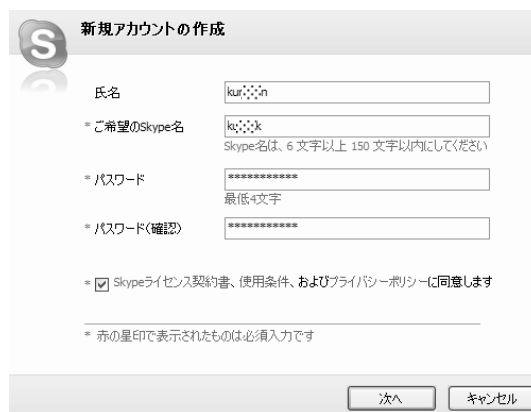 新規アカウントの作成
氏名
* ご希望のSkype名
Skype名は、6 文字以上 150 文字以内にしてください
* パスワード ***********
最低4文字
* パスワード(確認) ***********
* Skypeライセンス契約書、使用条件、およびプライバシーポリシーに同意します
* 赤の星印で表示されたものは必須入力です
次へ キャンセル